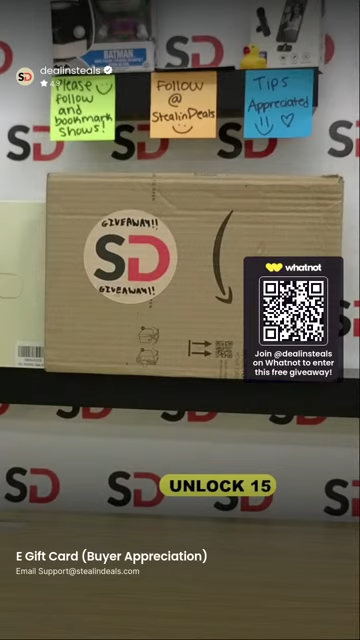 BATMAN
dealinsteals
Please
follow
and
bookmark
shows!
Follow
@
StealinDeals
Tips
Appreciated
GIVEAWAY!!
SD
GIVEAWAY!!
whatnot
Join @dealinsteals
on Whatnot to enter
this free giveaway!
UNLOCK 15
E Gift Card (Buyer Appreciation)
Email Support@stealindeals.com